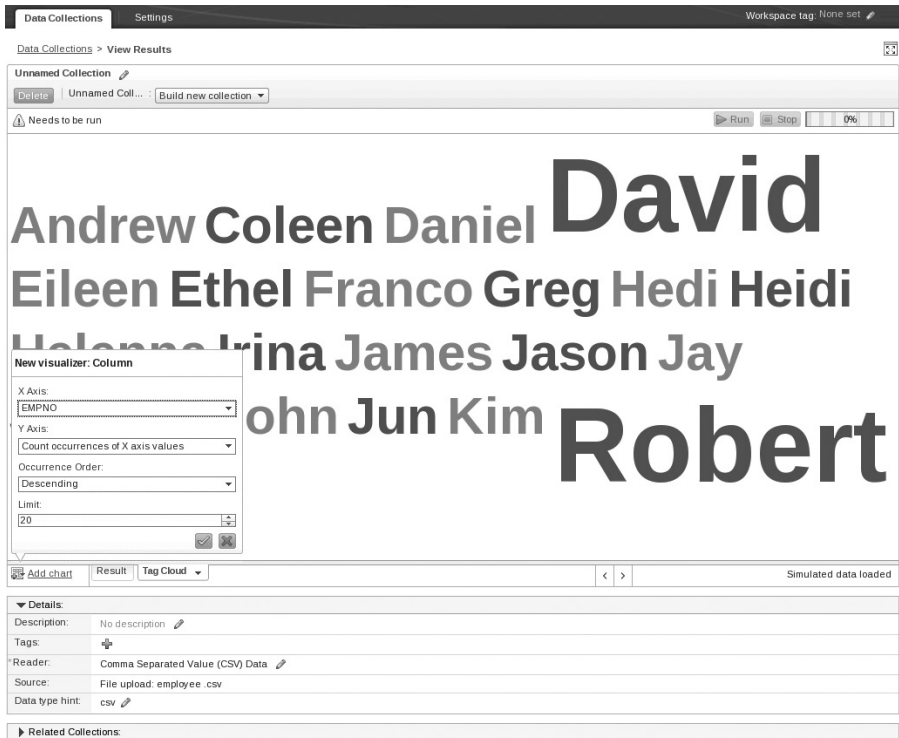 Data Collections Settings Workspace tag: None set
Data Collections > View Results
Unnamed Collection
Delete Unnamed Coll... : Build new collection
Needs to be run Run Stop 0%
Andrew Coleen Daniel David
Eileen Ethel Franco Greg Hedi Heidi
Irina James Jason Jay
Jun Kim Robert
New visualizer: Column
X Axis:
EMPNO
Y Axis:
Count occurrences of X axis values
Occurrence Order:
Descending
Limit:
20
Add chart Result Tag Cloud < > Simulated data loaded
Details:
Description: No description
Tags:
*Reader: Comma Separated Value (CSV) Data
Source: File upload: employee .csv
Data type hint: csv
Related Collections: